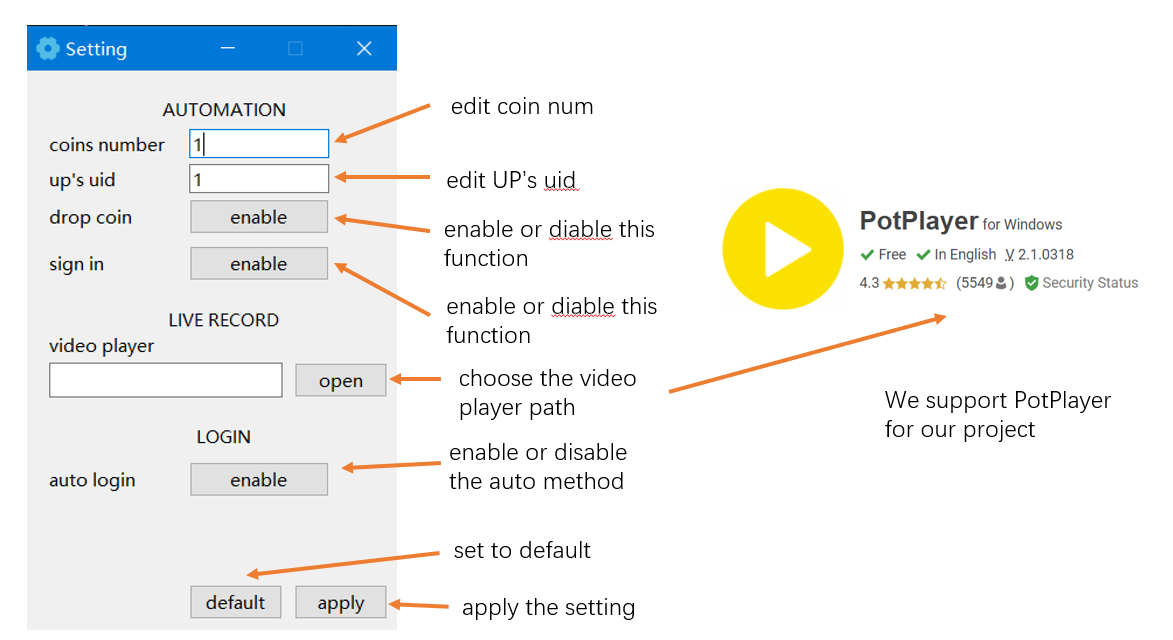 Setting
AUTOMATION
coins number 1
up's uid 1
drop coin enable
sign in enable
LIVE RECORD
video player
open
LOGIN
auto login enable
default apply
edit coin num
edit UP’s uid
enable or diable this
function
enable or diable this
function
choose the video
player path
enable or disable
the auto method
set to default
apply the setting
PotPlayer for Windows
Free In English V 2.1.0318
4.3 (5549) Security Status
We support PotPlayer
for our project